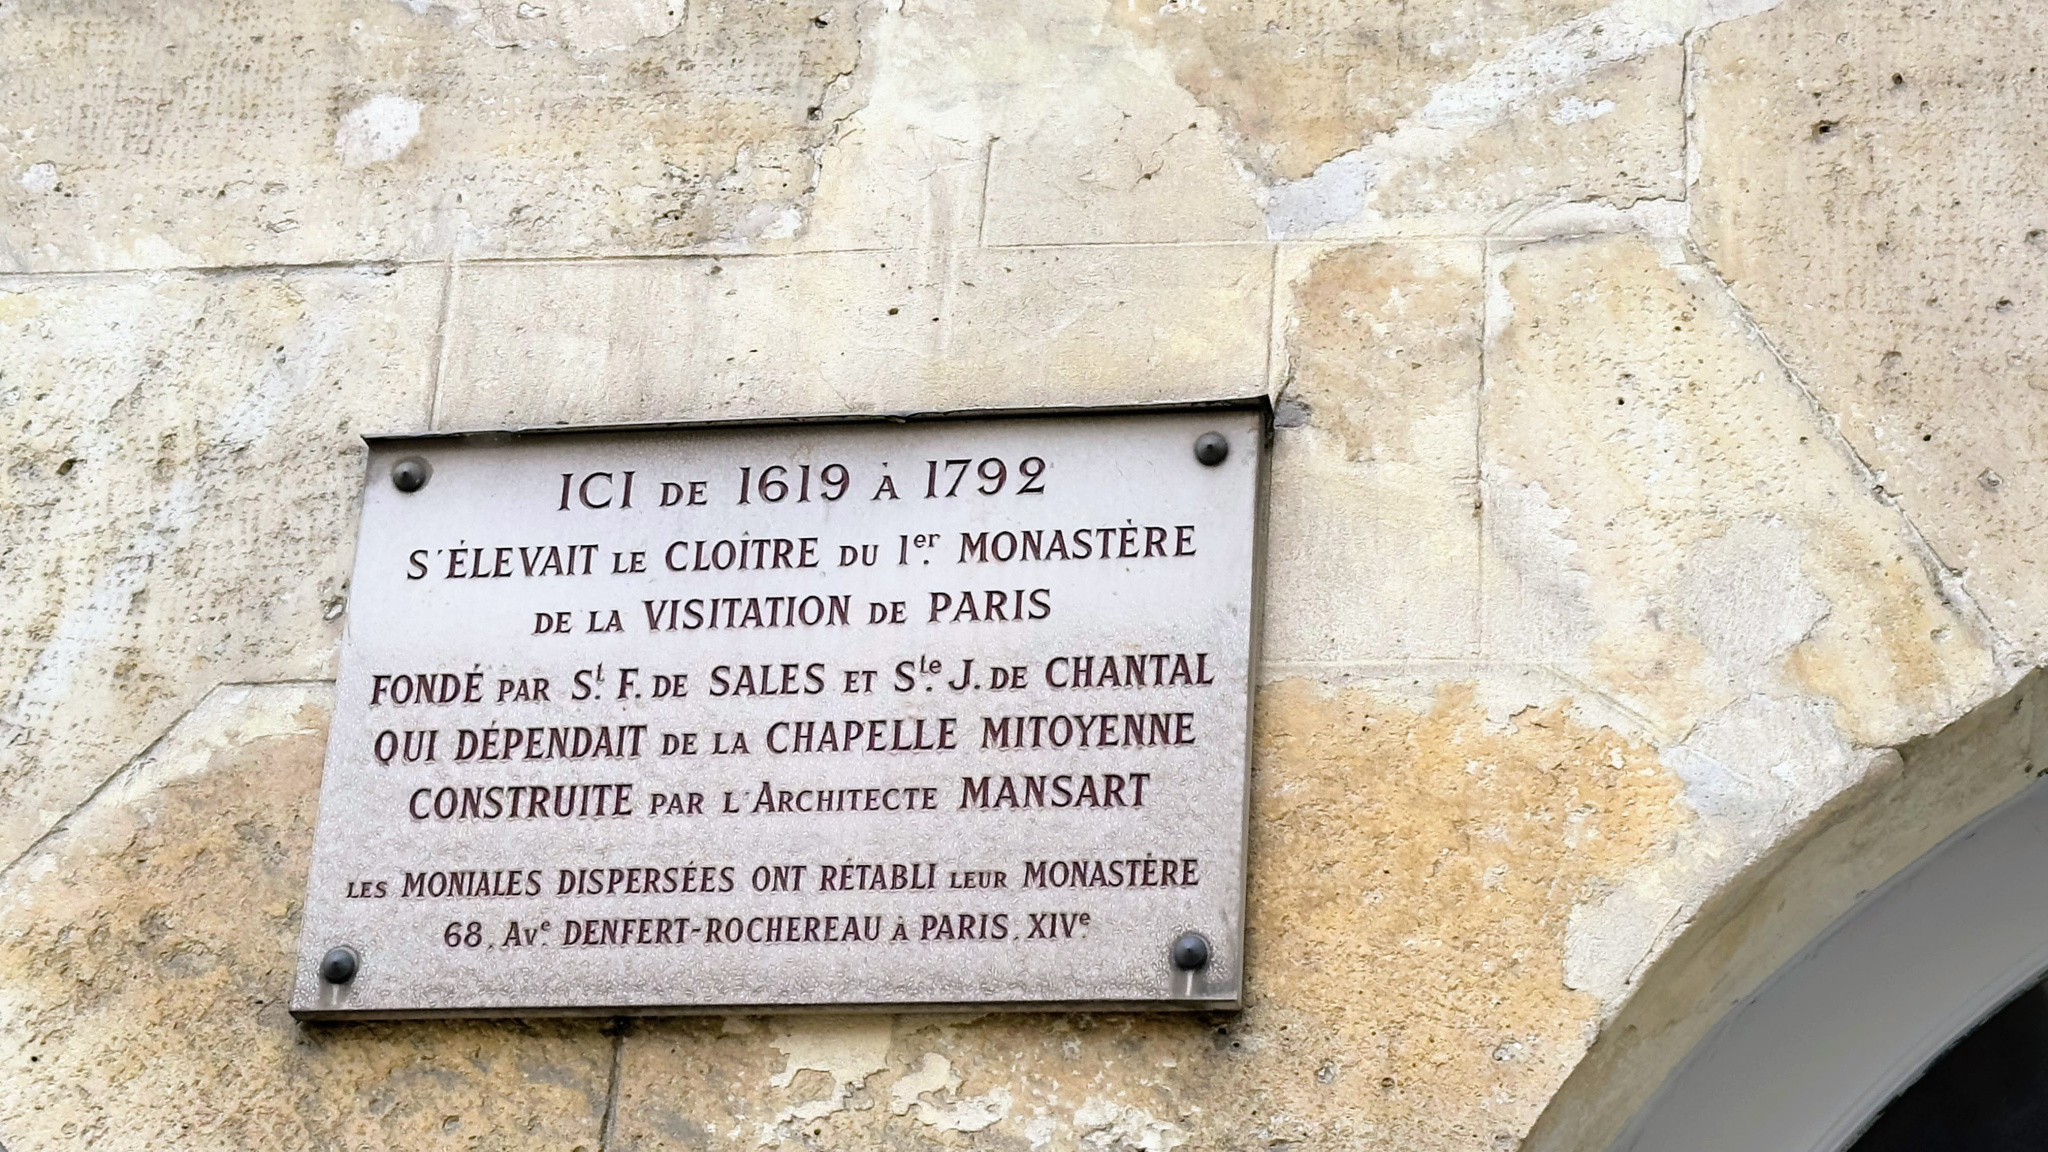 ICI DE 1619 À 1792
S'ÉLEVAIT LE CLOÎTRE DU 1er. MONASTÈRE
DE LA VISITATION DE PARIS
FONDÉ PAR St. F. DE SALES ET Ste. J. DE CHANTAL
QUI DÉPENDAIT DE LA CHAPELLE MITOYENNE
CONSTRUITE PAR L'ARCHITECTE MANSART
LES MONIALES DISPERSÉES ONT RÉTABLI LEUR MONASTÈRE
68, AVe. DENFERT-ROCHEREAU À PARIS. XIVe.